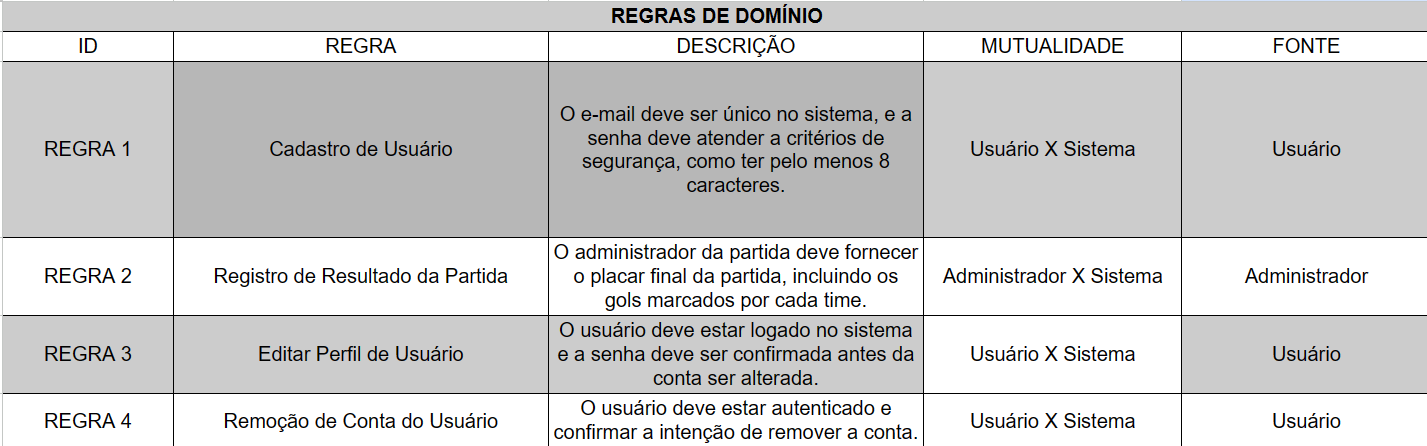 REGRAS DE DOMÍNIO
ID REGRA DESCRIÇÃO MUTUALIDADE FONTE
REGRA 1 Cadastro de Usuário O e-mail deve ser único no sistema, e a
senha deve atender a critérios de
segurança, como ter pelo menos 8
caracteres. Usuário X Sistema Usuário
REGRA 2 Registro de Resultado da Partida O administrador da partida deve fornecer
o placar final da partida, incluindo os
gols marcados por cada time. Administrador X Sistema Administrador
REGRA 3 Editar Perfil de Usuário O usuário deve estar logado no sistema
e a senha deve ser confirmada antes da
conta ser alterada. Usuário X Sistema Usuário
REGRA 4 Remoção de Conta do Usuário O usuário deve estar autenticado e
confirmar a intenção de remover a conta. Usuário X Sistema Usuário